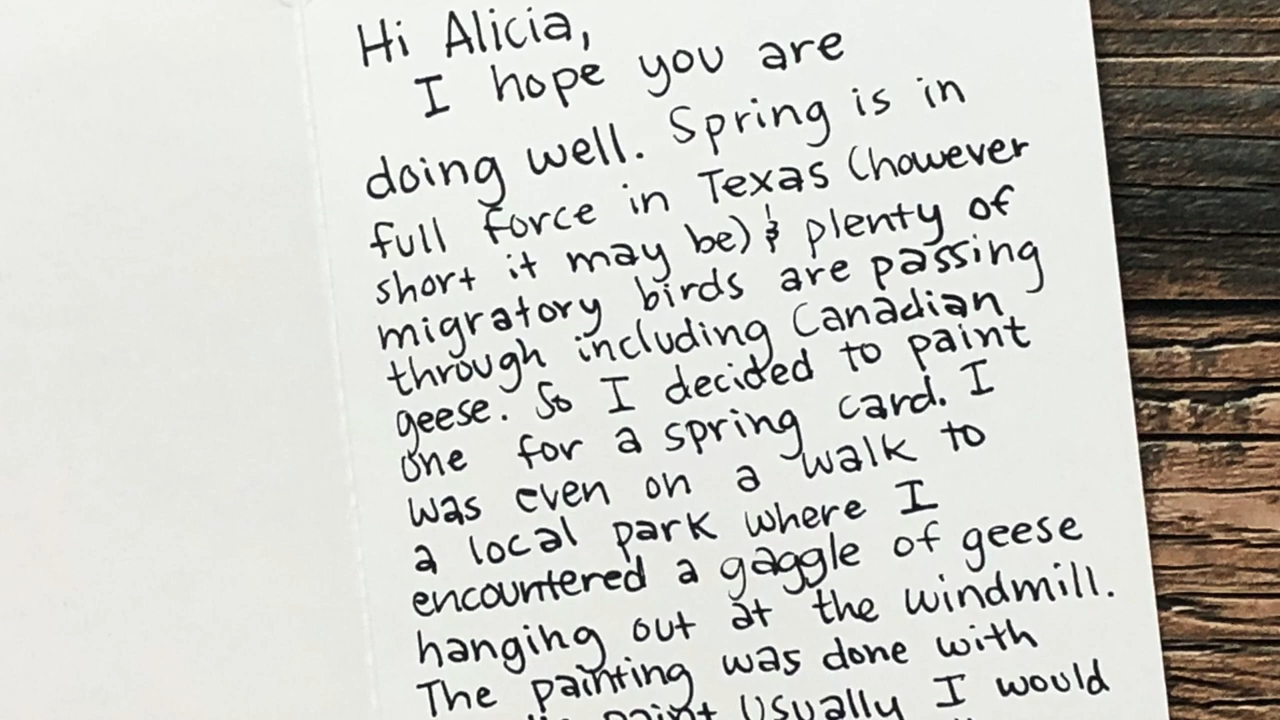 Hi Alicia,
I hope you are
doing well. Spring is in
full force in Texas (however
short it may be) & plenty of
migratory birds are passing
through including Canadian
geese. So I decided to paint
one for a spring card. I
was even on a walk to
a local park where I
encountered a gaggle of geese
hanging out at the windmill.
The painting was done with
paint Usually I would